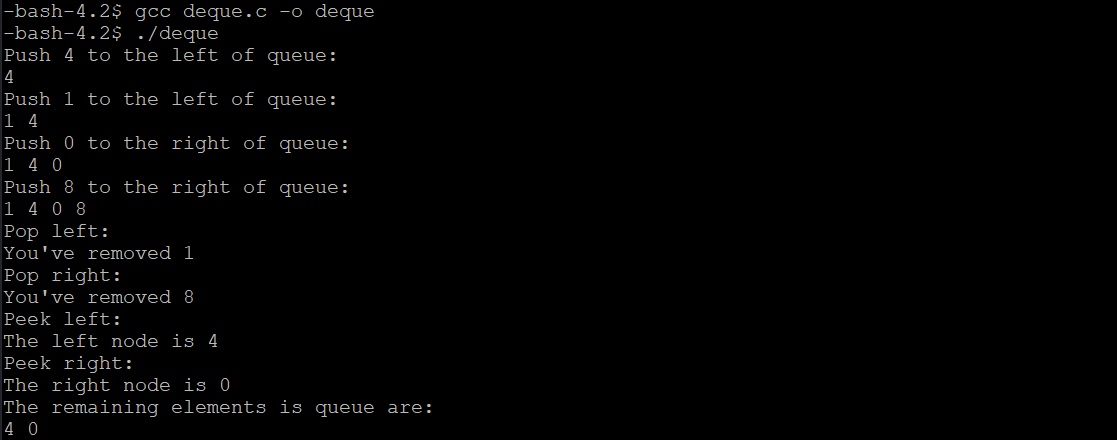 -bash-4.2$ gcc deque.c -o deque
-bash-4.2$ ./deque
Push 4 to the left of queue:
4
Push 1 to the left of queue:
1 4
Push 0 to the right of queue:
1 4 0
Push 8 to the right of queue:
1 4 0 8
Pop left:
You've removed 1
Pop right:
You've removed 8
Peek left:
The left node is 4
Peek right:
The right node is 0
The remaining elements is queue are:
4 0